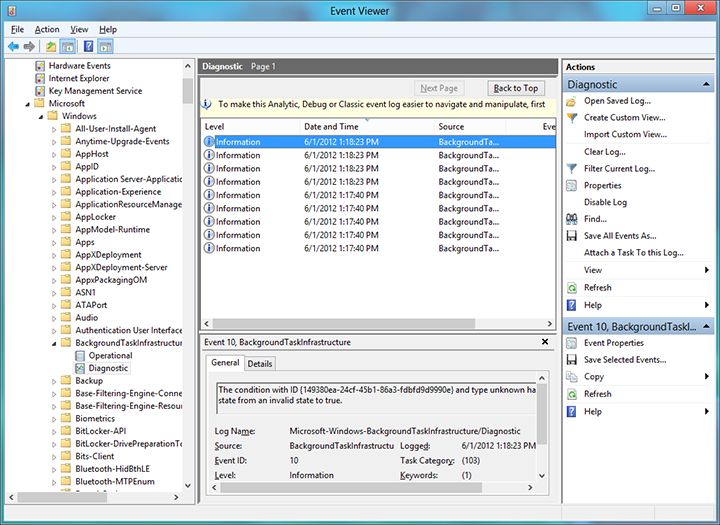 Event Viewer
File Action View Help
Hardware Events
Internet Explorer
Key Management Service
Microsoft
Windows
All-User-Install-Agent
Anytime-Upgrade-Events
AppHost
AppID
Application Server-Applicatio
Application-Experience
ApplicationResourceManage
AppLocker
AppModel-Runtime
Apps
AppXDeployment
AppXDeployment-Server
AppxPackagingOM
ASN1
ATAPort
Audio
Authentication User Interface
BackgroundTaskInfrastructur
Operational
Diagnostic
Backup
Base-Filtering-Engine-Conne
Base-Filtering-Engine-Resou
Biometrics
BitLocker-API
BitLocker-DrivePreparationTo
Bits-Client
Bluetooth-HidBthLE
Bluetooth-MTPEnum
Diagnostic Page 1
Next Page Back to Top
To make this Analytic, Debug or Classic event log easier to navigate and manipulate, first
Level Date and Time Source Eve
Information 6/1/2012 1:18:23 PM BackgroundTa...
Information 6/1/2012 1:18:23 PM BackgroundTa...
Information 6/1/2012 1:18:23 PM BackgroundTa...
Information 6/1/2012 1:18:23 PM BackgroundTa...
Information 6/1/2012 1:17:40 PM BackgroundTa...
Information 6/1/2012 1:17:40 PM BackgroundTa...
Information 6/1/2012 1:17:40 PM BackgroundTa...
Information 6/1/2012 1:17:40 PM BackgroundTa...
Information 6/1/2012 1:17:40 PM BackgroundTa...
Event 10, BackgroundTaskInfrastructure
General Details
The condition with ID {149380ea-24cf-45b1-86a3-fdbfd9d9990e} and type unknown ha
state from an invalid state to true.
Log Name: Microsoft-Windows-BackgroundTaskInfrastructure/Diagnostic
Source: BackgroundTaskInfrastructu Logged: 6/1/2012 1:18:23 PM
Event ID: 10 Task Category: (103)
Level: Information Keywords: (1)
Actions
Diagnostic
Open Saved Log...
Create Custom View...
Import Custom View...
Clear Log...
Filter Current Log...
Properties
Disable Log
Find...
Save All Events As...
Attach a Task To this Log...
View
Refresh
Help
Event 10, BackgroundTaskI...
Event Properties
Save Selected Events...
Copy
Refresh
Help